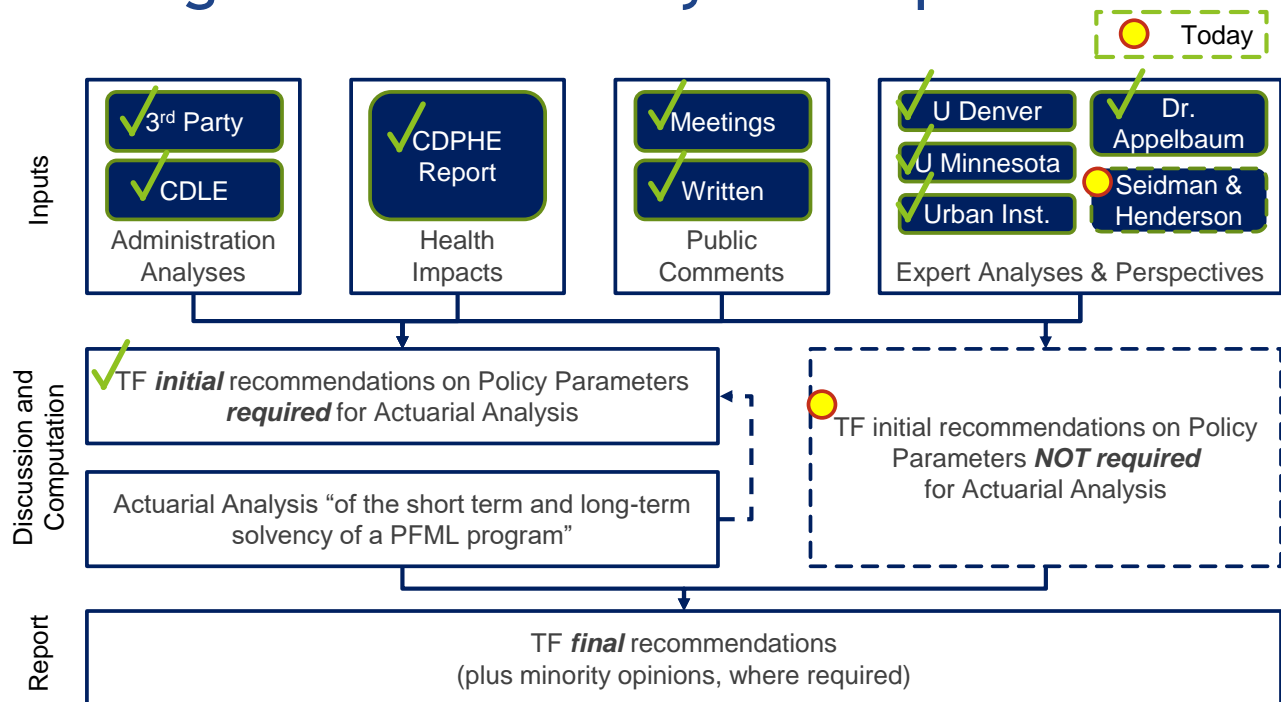 Today
Inputs
3rd Party
CDLE
Administration
Analyses
CDPHE
Report
Health
Impacts
Meetings
Written
Public
Comments
U Denver
U Minnesota
Urban Inst.
Dr.
Appelbaum
Seidman &
Henderson
Expert Analyses & Perspectives
Discussion and
Computation
TF initial recommendations on Policy Parameters
required for Actuarial Analysis
Actuarial Analysis “of the short term and long-term
solvency of a PFML program”
TF initial recommendations on Policy
Parameters NOT required
for Actuarial Analysis
Report
TF final recommendations
(plus minority opinions, where required)